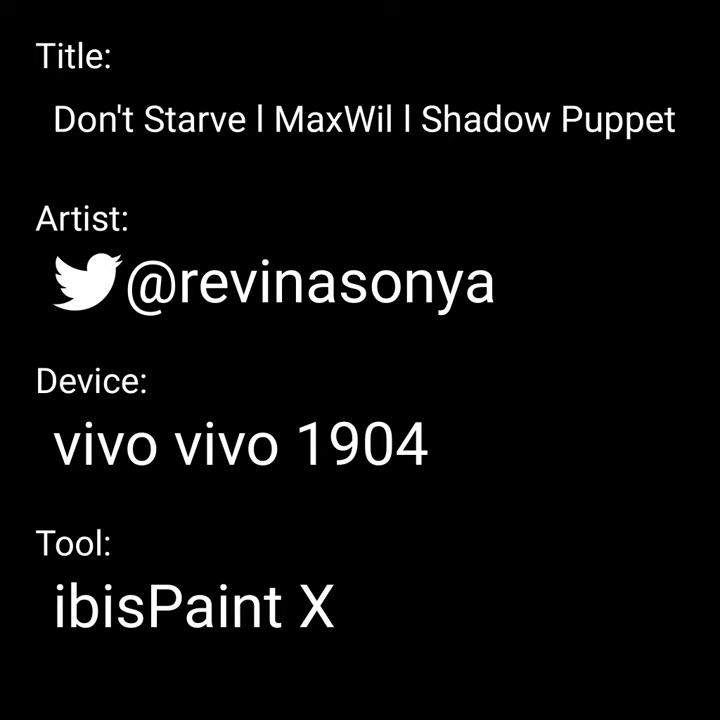 Title:
Don't Starve l MaxWil l Shadow Puppet
Artist:
@revinasonya
Device:
vivo vivo 1904
Tool:
ibisPaint X